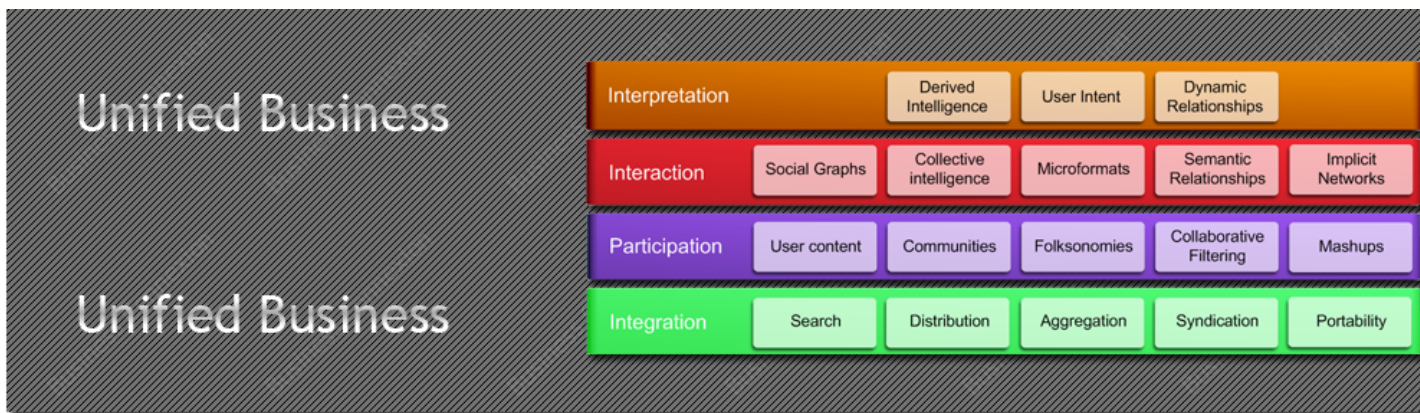 Unified Business
Interpretation
Derived
Intelligence
User Intent
Dynamic
Relationships
Interaction
Social Graphs
Collective
intelligence
Microformats
Semantic
Relationships
Implicit
Networks
Participation
User content
Communities
Folksonomies
Collaborative
Filtering
Mashups
Unified Business
Integration
Search
Distribution
Aggregation
Syndication
Portability